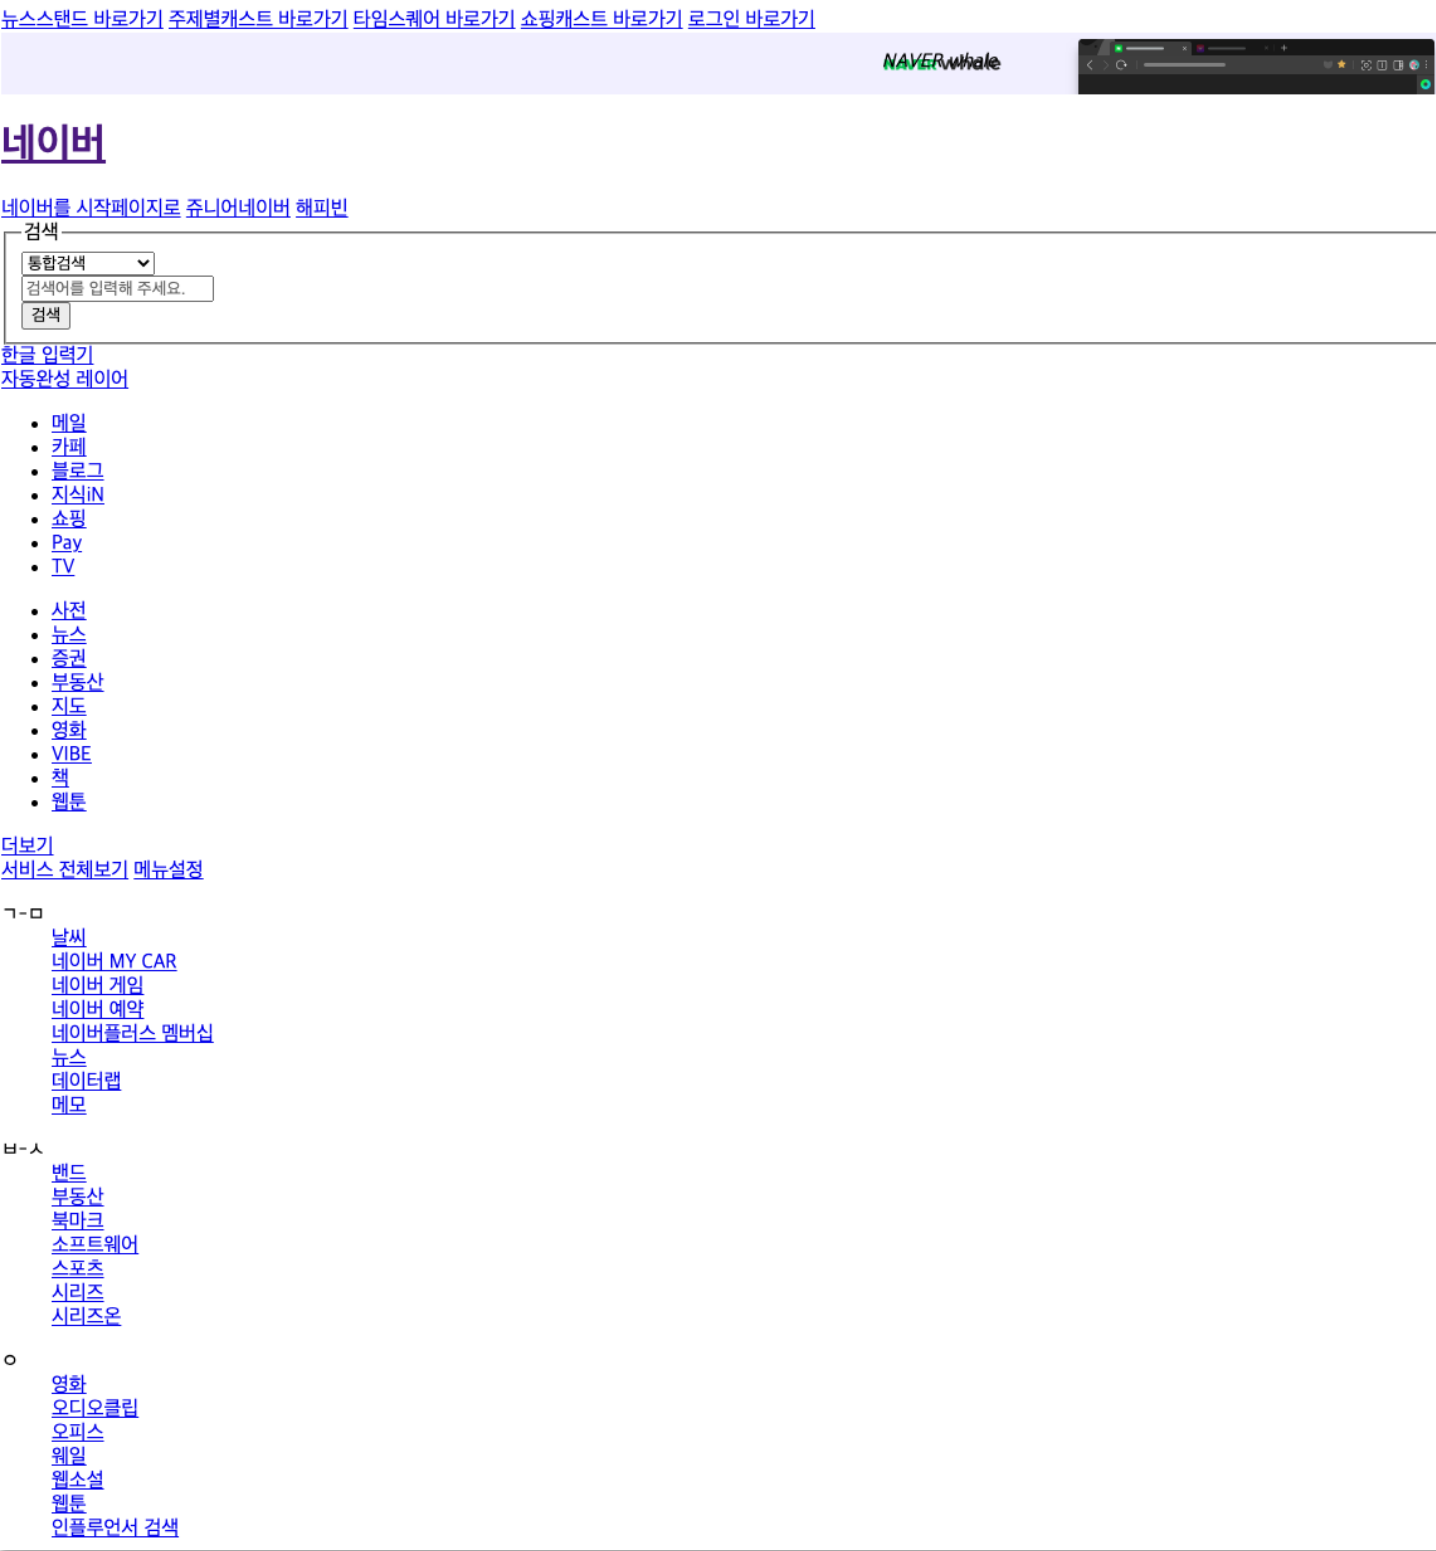 뉴스스탠드 바로가기 주제별캐스트 바로가기 타임스퀘어 바로가기 쇼핑캐스트 바로가기 로그인 바로가기
NAVER whale
네이버
네이버를 시작페이지로 쥬니어네이버 해피빈
검색
통합검색
검색어를 입력해 주세요.
검색
한글 입력기
자동완성 레이어
메일
카페
블로그
지식iN
쇼핑
Pay
TV
사전
뉴스
증권
부동산
지도
영화
VIBE
책
웹툰
더보기
서비스 전체보기 메뉴설정
ㄱ-ㅁ
날씨
네이버 MY CAR
네이버 게임
네이버 예약
네이버플러스 멤버십
뉴스
데이터랩
메모
ㅂ-ㅅ
밴드
부동산
북마크
소프트웨어
스포츠
시리즈
시리즈온
ㅇ
영화
오디오클립
오피스
웨일
웹소설
웹툰
인플루언서 검색